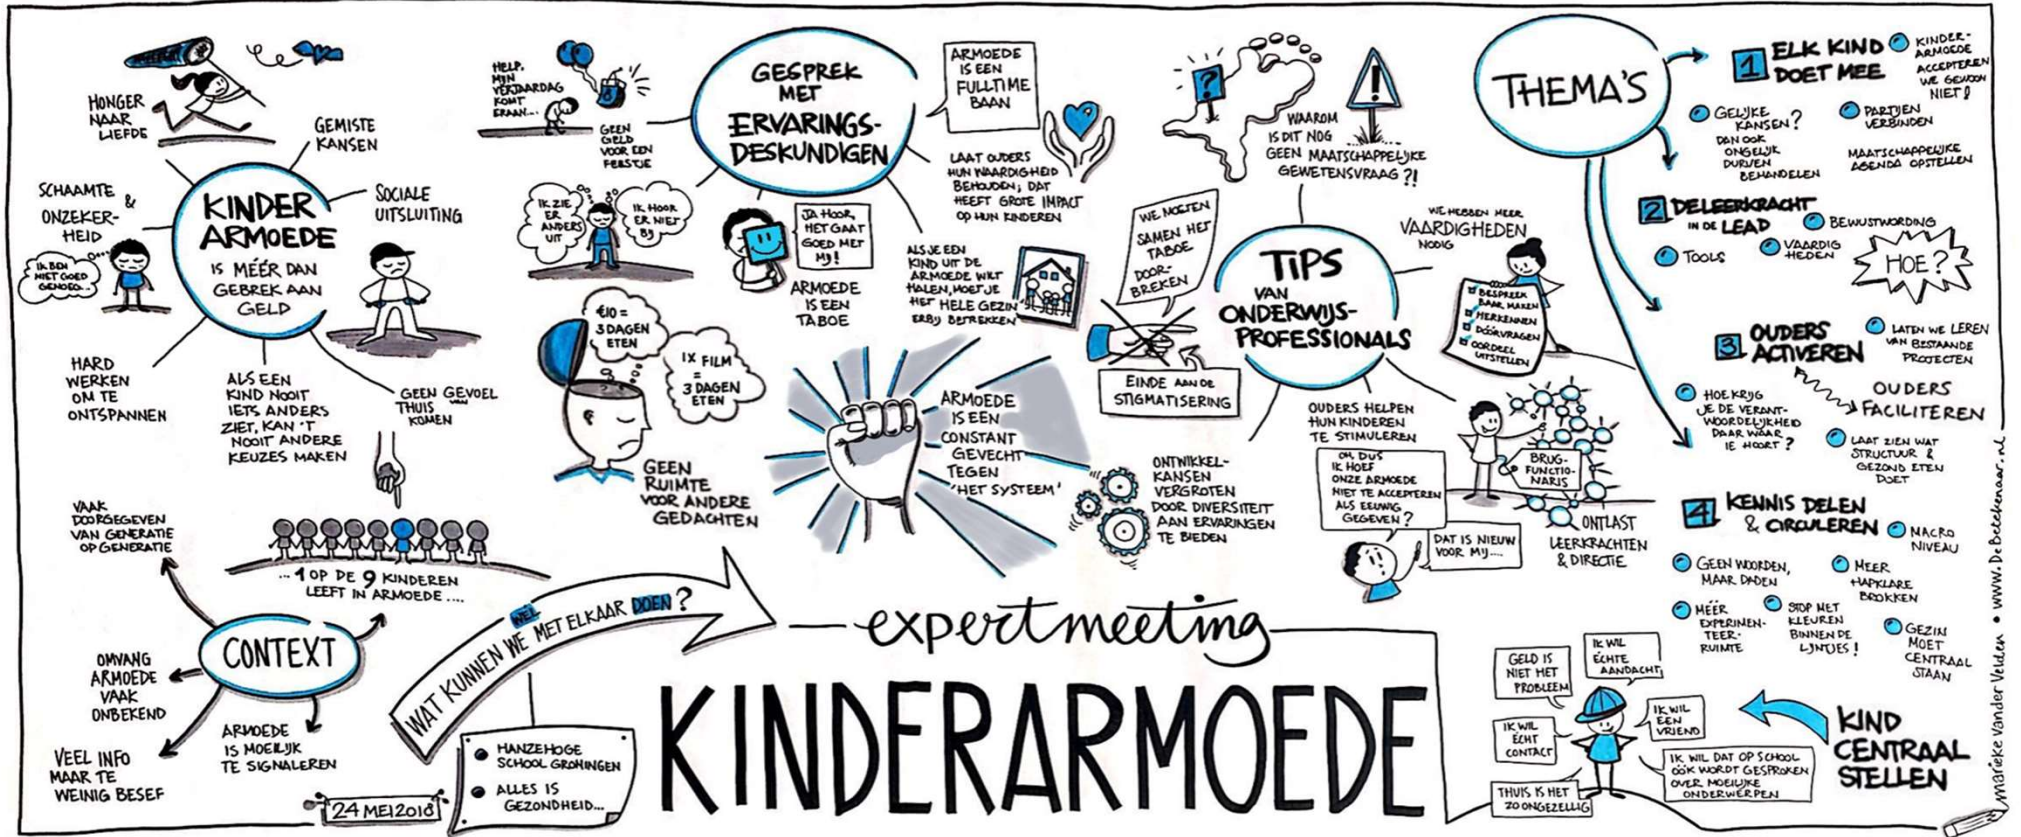 HONGER
NAAR
LIEFDE
GEMISTE
KANSEN
SCHAAMTE
&
ONZEKER-
HEID
IK BEN
NIET GOED
GENOEG...
KINDER
ARMOEDE
IS MÉÉR DAN
GEBREK AAN
GELD
SOCIALE
UITSLUITING
HARD
WERKEN
OM TE
ONTSPANNEN
ALS EEN
KIND NOOIT
IETS ANDERS
ZIET, KAN 'T
NOOIT ANDERE
KEUZES MAKEN
GEEN GEVOEL
VAN
THUIS
KOMEN
VAAK
DOORGEGEVEN
VAN GENERATIE
OP GENERATIE
... 1 OP DE 9 KINDEREN
LEEFT IN ARMOEDE ....
CONTEXT
OMVANG
ARMOEDE
VAAK
ONBEKEND
VEEL INFO
MAAR TE
WEINIG BESEF
ARMOEDE
IS MOEILIJK
TE SIGNALEREN
24 MEI 2018
WAT KUNNEN WE WEL MET ELKAAR DOEN?
HANZEHOGE
SCHOOL GRONINGEN
ALLES IS
GEZONDHEID...
HELP,
MIJN
VERJAARDAG
KOMT
ERAAN...
GEEN
GELD
VOOR EEN
FEESTJE
GESPREK
MET
ERVARINGS-
DESKUNDIGEN
ARMOEDE
IS EEN
FULLTIME
BAAN
LAAT OUDERS
HUN WAARDIGHEID
BEHOUDEN; DAT
HEEFT GROTE IMPACT
OP HUN KINDEREN
IK ZIE
ER
ANDERS
UIT
IK HOOR
ER NIET
BIJ
JA HOOR,
HET GAAT
GOED MET
MIJ!
ARMOEDE
IS EEN
TABOE
ALS JE EEN
KIND UIT DE
ARMOEDE WILT
HALEN, MOET JE
HET HELE GEZIN
ERBIJ BETREKKEN
€10 =
3 DAGEN
ETEN
1X FILM
=
3 DAGEN
ETEN
GEEN
RUIMTE
VOOR ANDERE
GEDACHTEN
ARMOEDE
IS EEN
CONSTANT
GEVECHT
TEGEN
'HET SYSTEEM'
expertmeeting
KINDERARMOEDE
?
!
WAAROM
IS DIT NOG
GEEN MAATSCHAPPELIJKE
GEWETENSVRAAG ?!
WE MOETEN
SAMEN HET
TABOE
DOOR-
BREKEN
TIPS
VAN
ONDERWIJS-
PROFESSIONALS
WE HEBBEN MEER
VAARDIGHEDEN
NODIG
BESPREEK
BAAR MAKEN
HERKENNEN
DÓÓRVRAGEN
OORDEEL
UITSTELLEN
EINDE AAN DE
STIGMATISERING
ONTWIKKEL-
KANSEN
VERGROTEN
DOOR DIVERSITEIT
AAN ERVARINGEN
TE BIEDEN
OUDERS HELPEN
HUN KINDEREN
TE STIMULEREN
OH, DUS
IK HOEF
ONZE ARMOEDE
NIET TE ACCEPTEREN
ALS EEUWIG
GEGEVEN?
DAT IS NIEUW
VOOR MIJ....
BRUG-
FUNCTIO-
NARIS
ONTLAST
LEERKRACHTEN
& DIRECTIE
THEMA'S
1 ELK KIND
DOET MEE
KINDER-
ARMOEDE
ACCEPTEREN
WE GEWOON
NIET!
GELIJKE
KANSEN?
DAN OOK
ONGELIJK
DURVEN
BEHANDELEN
PARTIJEN
VERBINDEN
MAATSCHAPPELIJKE
AGENDA OPSTELLEN
2 DE LEERKRACHT
IN DE LEAD
BEWUSTWORDING
TOOLS
VAARDIG
HEDEN
HOE?
3 OUDERS
ACTIVEREN
LATEN WE LEREN
VAN BESTAANDE
PROJECTEN
OUDERS
FACILITEREN
HOE KRIJG
JE DE VERANT-
WOORDELIJKHEID
DAAR WAAR
IE HOORT?
LAAT ZIEN WAT
STRUCTUUR &
GEZOND ETEN
DOET
4 KENNIS DELEN
& CIRCULEREN
MACRO
NIVEAU
GEEN WOORDEN,
MAAR DADEN
MEER
HAPKLARE
BROKKEN
MÉÉR
EXPERIMEN-
TEER-
RUIMTE
STOP MET
KLEUREN
BINNEN DE
LIJNTJES!
GEZIN
MOET
CENTRAAL
STAAN
GELD IS
NIET HET
PROBLEEM
IK WIL
ÉCHTE
AANDACHT
IK WIL
ÉCHT
CONTACT
IK WIL
EEN
VRIEND
THUIS IS HET
ZO ONGEZELLIG
IK WIL DAT OP SCHOOL
ÓÓK WORDT GESPROKEN
OVER MOEILIJKE
ONDERWERPEN
KIND
CENTRAAL
STELLEN
marieke van der Velden • www.DeBetekenaar.nl